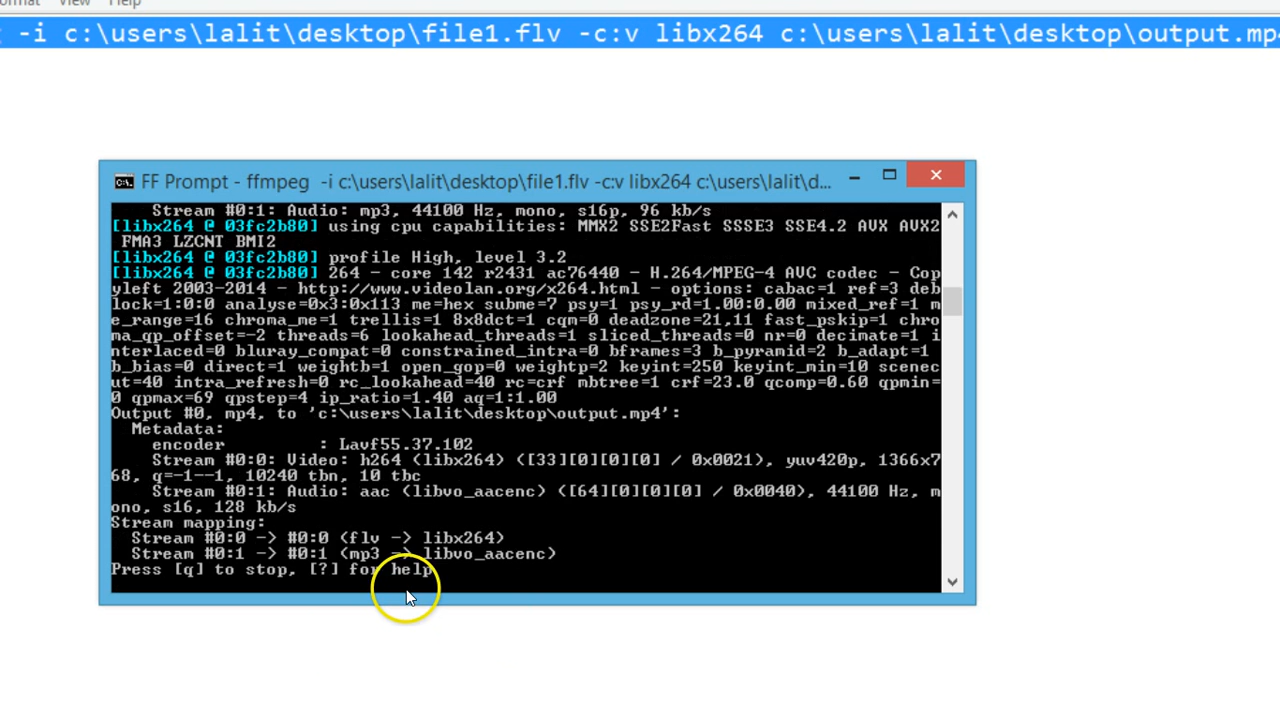 ormat View Help
-i c:\users\lalit\desktop\file1.flv -c:v libx264 c:\users\lalit\desktop\output.mp4
FF Prompt - ffmpeg -i c:\users\lalit\desktop\file1.flv -c:v libx264 c:\users\lalit\d...
Stream #0:1: Audio: mp3, 44100 Hz, mono, s16p, 96 kb/s
[libx264 @ 03fc2b80] using cpu capabilities: MMX2 SSE2Fast SSSE3 SSE4.2 AVX AVX2
FMA3 LZCNT BMI2
[libx264 @ 03fc2b80] profile High, level 3.2
[libx264 @ 03fc2b80] 264 - core 142 r2431 ac76440 - H.264/MPEG-4 AVC codec - Cop
yleft 2003-2014 - http://www.videolan.org/x264.html - options: cabac=1 ref=3 deb
lock=1:0:0 analyse=0x3:0x113 me=hex subme=7 psy=1 psy_rd=1.00:0.00 mixed_ref=1 m
e_range=16 chroma_me=1 trellis=1 8x8dct=1 cqm=0 deadzone=21,11 fast_pskip=1 chro
ma_qp_offset=-2 threads=6 lookahead_threads=1 sliced_threads=0 nr=0 decimate=1 i
nterlaced=0 bluray_compat=0 constrained_intra=0 bframes=3 b_pyramid=2 b_adapt=1
b_bias=0 direct=1 weightb=1 open_gop=0 weightp=2 keyint=250 keyint_min=10 scenec
ut=40 intra_refresh=0 rc_lookahead=40 rc=crf mbtree=1 crf=23.0 qcomp=0.60 qpmin=
0 qpmax=69 qpstep=4 ip_ratio=1.40 aq=1:1.00
Output #0, mp4, to 'c:\users\lalit\desktop\output.mp4':
Metadata:
encoder : Lavf55.37.102
Stream #0:0: Video: h264 (libx264) ([33][0][0][0] / 0x0021), yuv420p, 1366x7
68, q=-1--1, 10240 tbn, 10 tbc
Stream #0:1: Audio: aac (libvo_aacenc) ([64][0][0][0] / 0x0040), 44100 Hz, m
ono, s16, 128 kb/s
Stream mapping:
Stream #0:0 -> #0:0 (flv -> libx264)
Stream #0:1 -> #0:1 (mp3 -> libvo_aacenc)
Press [q] to stop, [?] for help